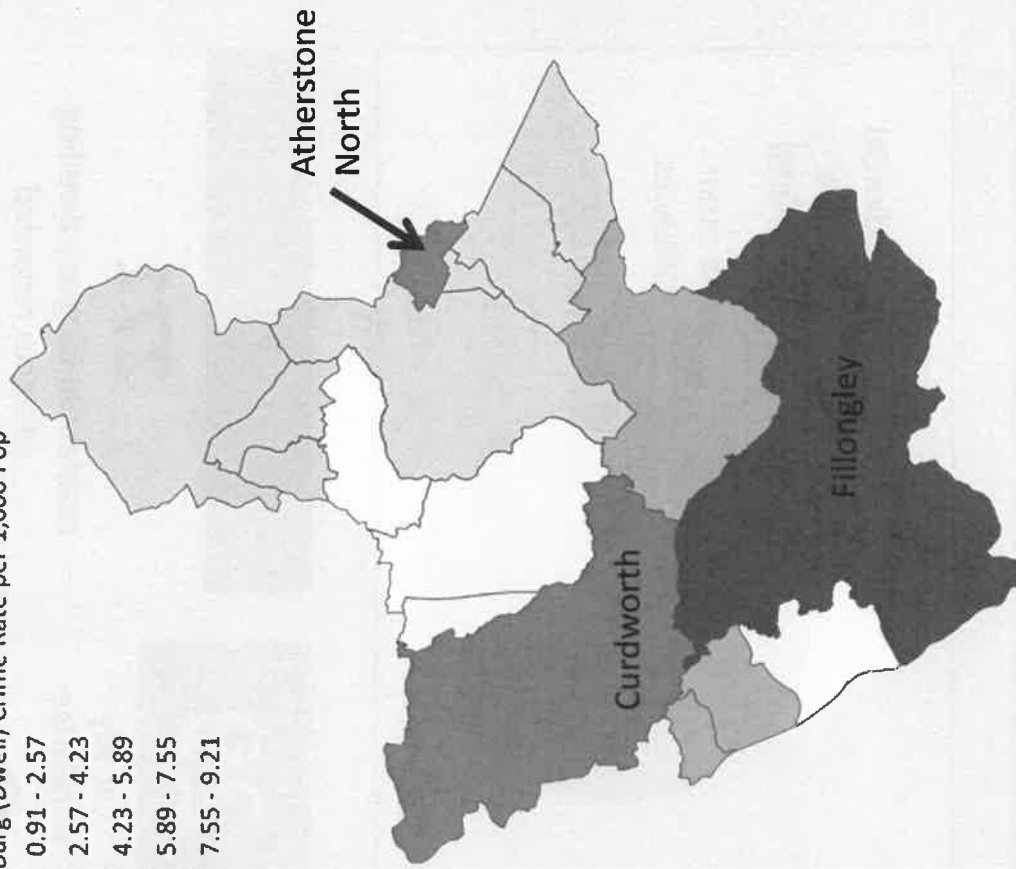 Burg (Dwell) Crime Rate per 1,000 Pop
0.91 - 2.57
2.57 - 4.23
4.23 - 5.89
5.89 - 7.55
7.55 - 9.21
Atherstone
North
Curdworth
Fillongley